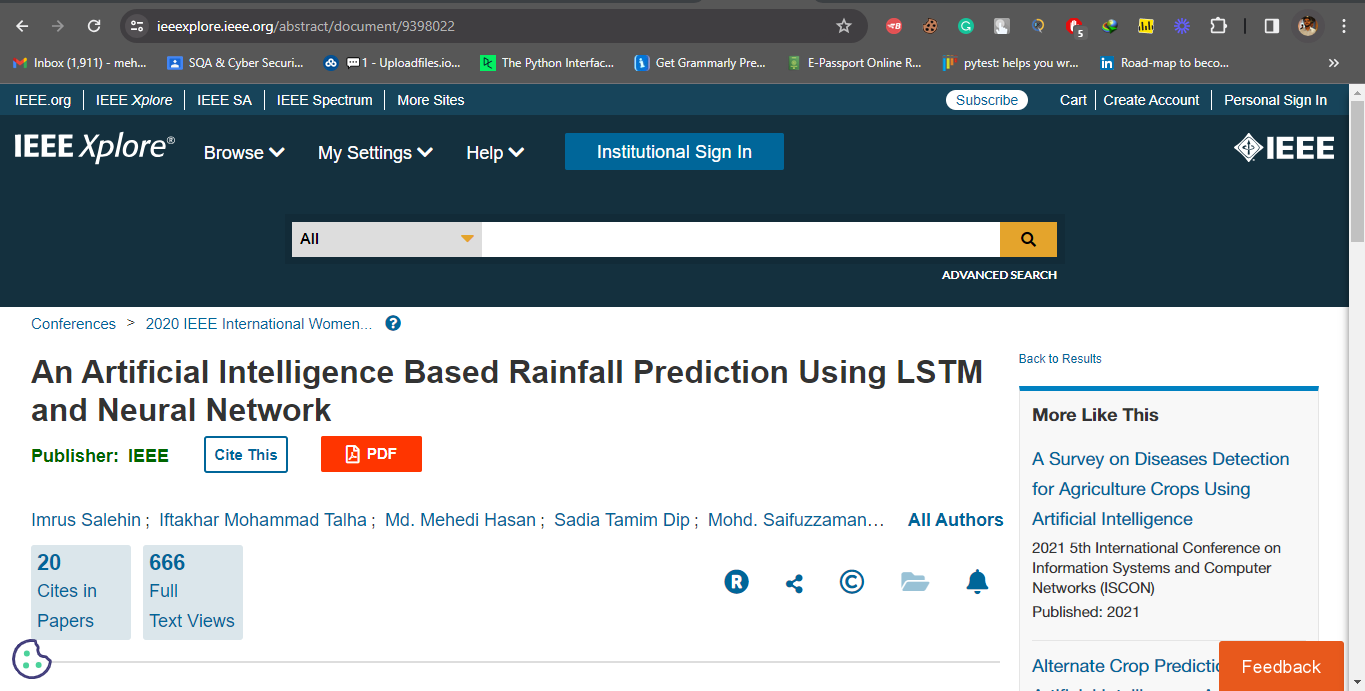 ieeexplore.ieee.org/abstract/document/9398022
5
Inbox (1,911) - meh...
SQA & Cyber Securi...
1 - Uploadfiles.io...
The Python Interfac...
Get Grammarly Pre...
E-Passport Online R...
pytest: helps you wr...
Road-map to beco...
IEEE.org
IEEE Xplore
IEEE SA
IEEE Spectrum
More Sites
Subscribe
Cart
Create Account
Personal Sign In
IEEE Xplore®
Browse
My Settings
Help
Institutional Sign In
IEEE
All
ADVANCED SEARCH
Conferences > 2020 IEEE International Women... ?
An Artificial Intelligence Based Rainfall Prediction Using LSTM
and Neural Network
Publisher: IEEE
Cite This
PDF
Imrus Salehin ; Iftakhar Mohammad Talha ; Md. Mehedi Hasan ; Sadia Tamim Dip ; Mohd. Saifuzzaman... All Authors
20
Cites in
Papers
666
Full
Text Views
R
©
Back to Results
More Like This
A Survey on Diseases Detection
for Agriculture Crops Using
Artificial Intelligence
2021 5th International Conference on
Information Systems and Computer
Networks (ISCON)
Published: 2021
Alternate Crop Predictio
Feedback